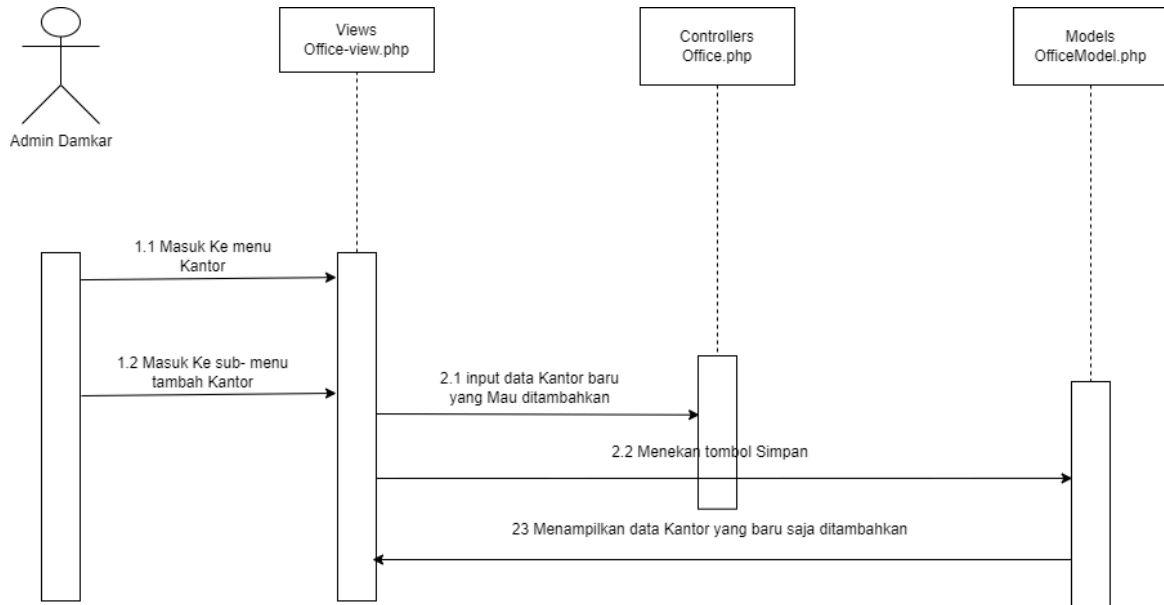 Views
Office-view.php
Controllers
Office.php
Models
OfficeModel.php
Admin Damkar
1.1 Masuk Ke menu
Kantor
1.2 Masuk Ke sub- menu
tambah Kantor
2.1 input data Kantor baru
yang Mau ditambahkan
2.2 Menekan tombol Simpan
23 Menampilkan data Kantor yang baru saja ditambahkan